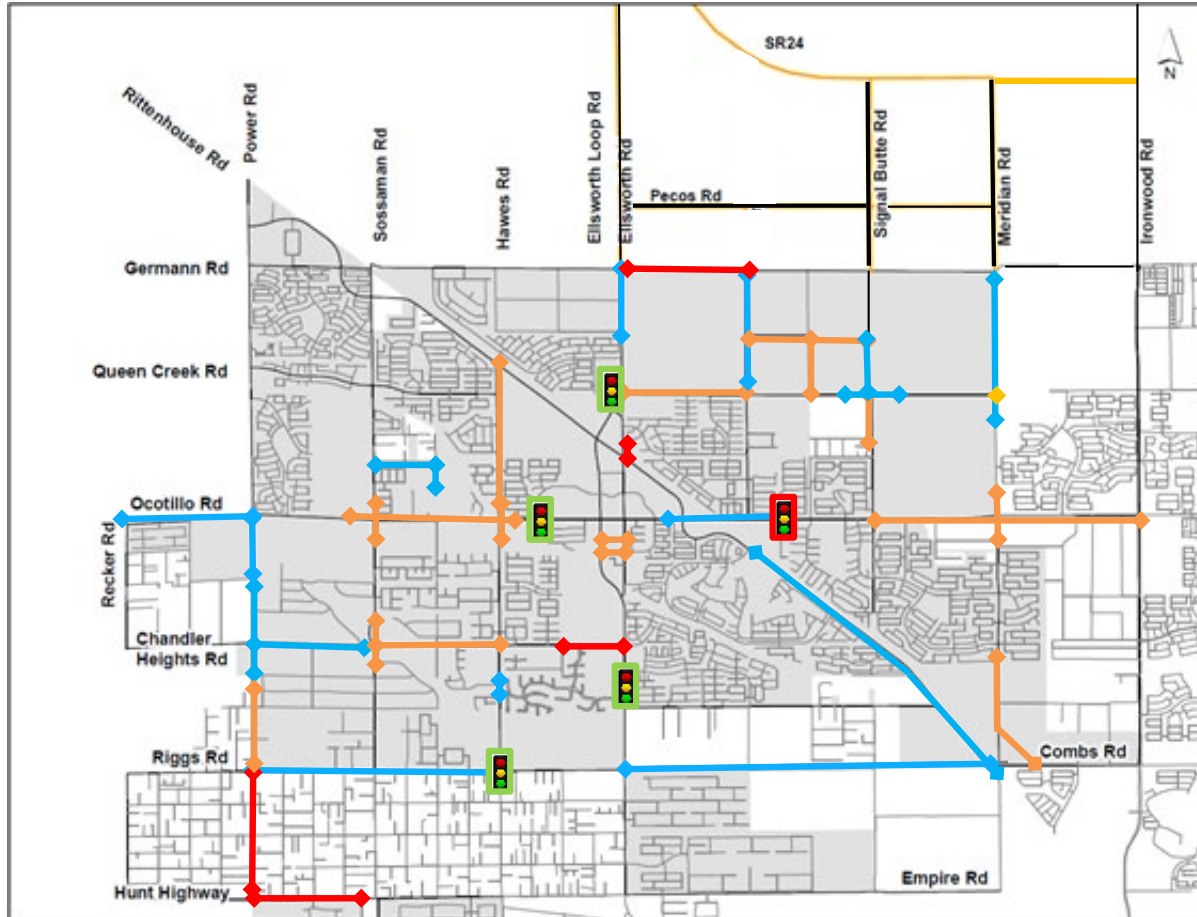 SR24
N
Rittenhouse Rd
Power Rd
Sossaman Rd
Hawes Rd
Ellsworth Loop Rd
Ellsworth Rd
Signal Butte Rd
Meridian Rd
Ironwood Rd
Pecos Rd
Germann Rd
Queen Creek Rd
Ocotillo Rd
Recker Rd
Chandler
Heights Rd
Riggs Rd
Combs Rd
Empire Rd
Hunt Highway